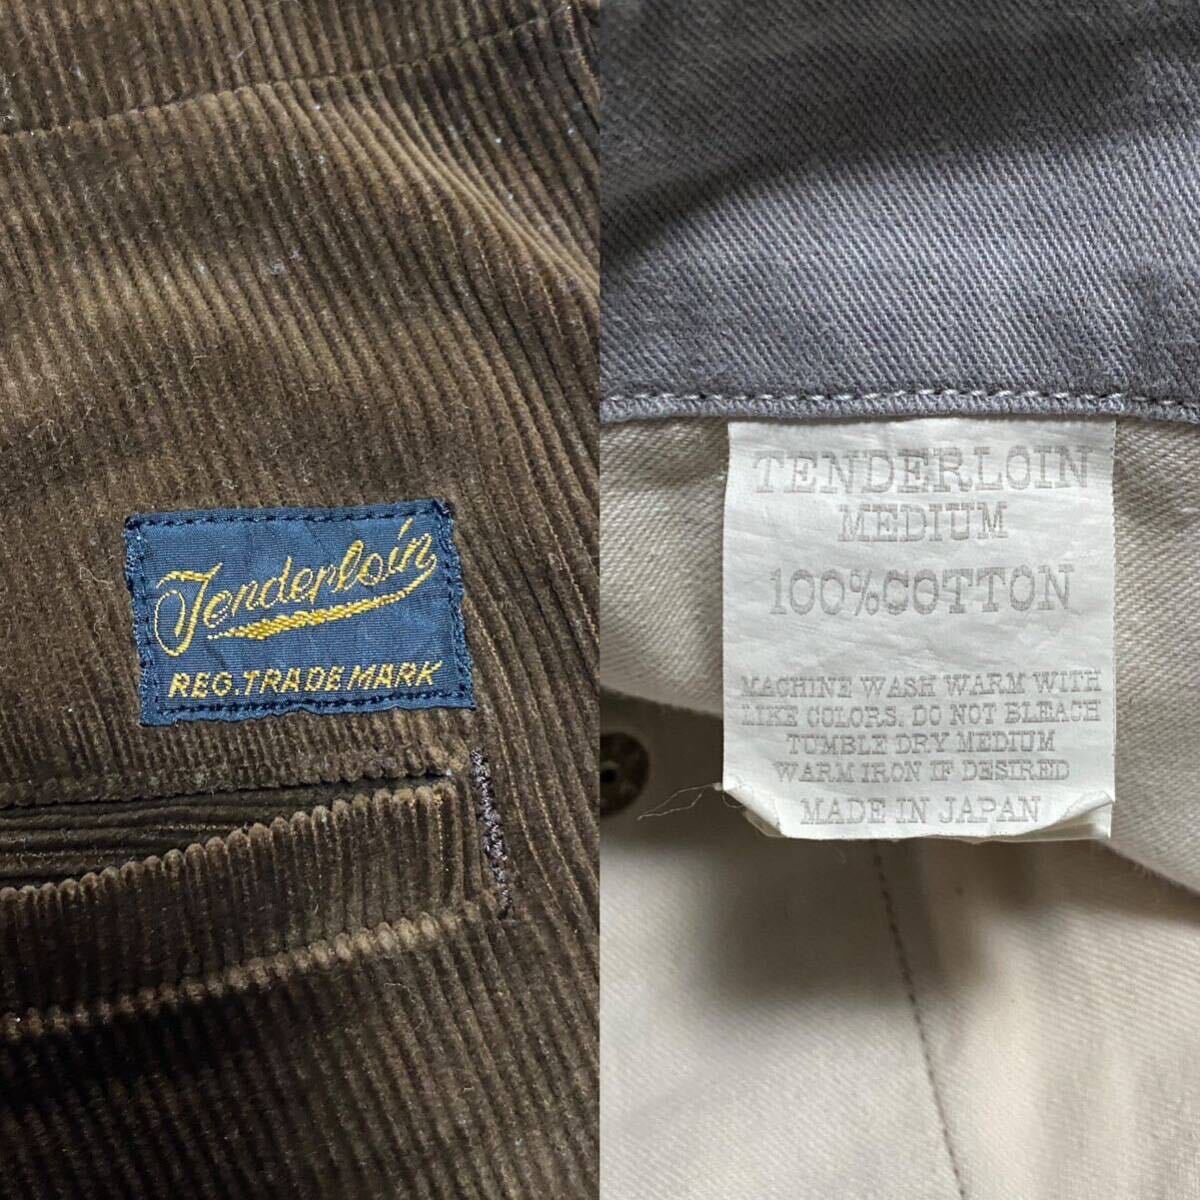 Tenderloin
REG. TRADE MARK
TENDERLOIN
MEDIUM
100%COTTON
MACHINE WASH WARM WITH
LIKE COLORS. DO NOT BLEACH
TUMBLE DRY MEDIUM
WARM IRON IF DESIRED
MADE IN JAPAN